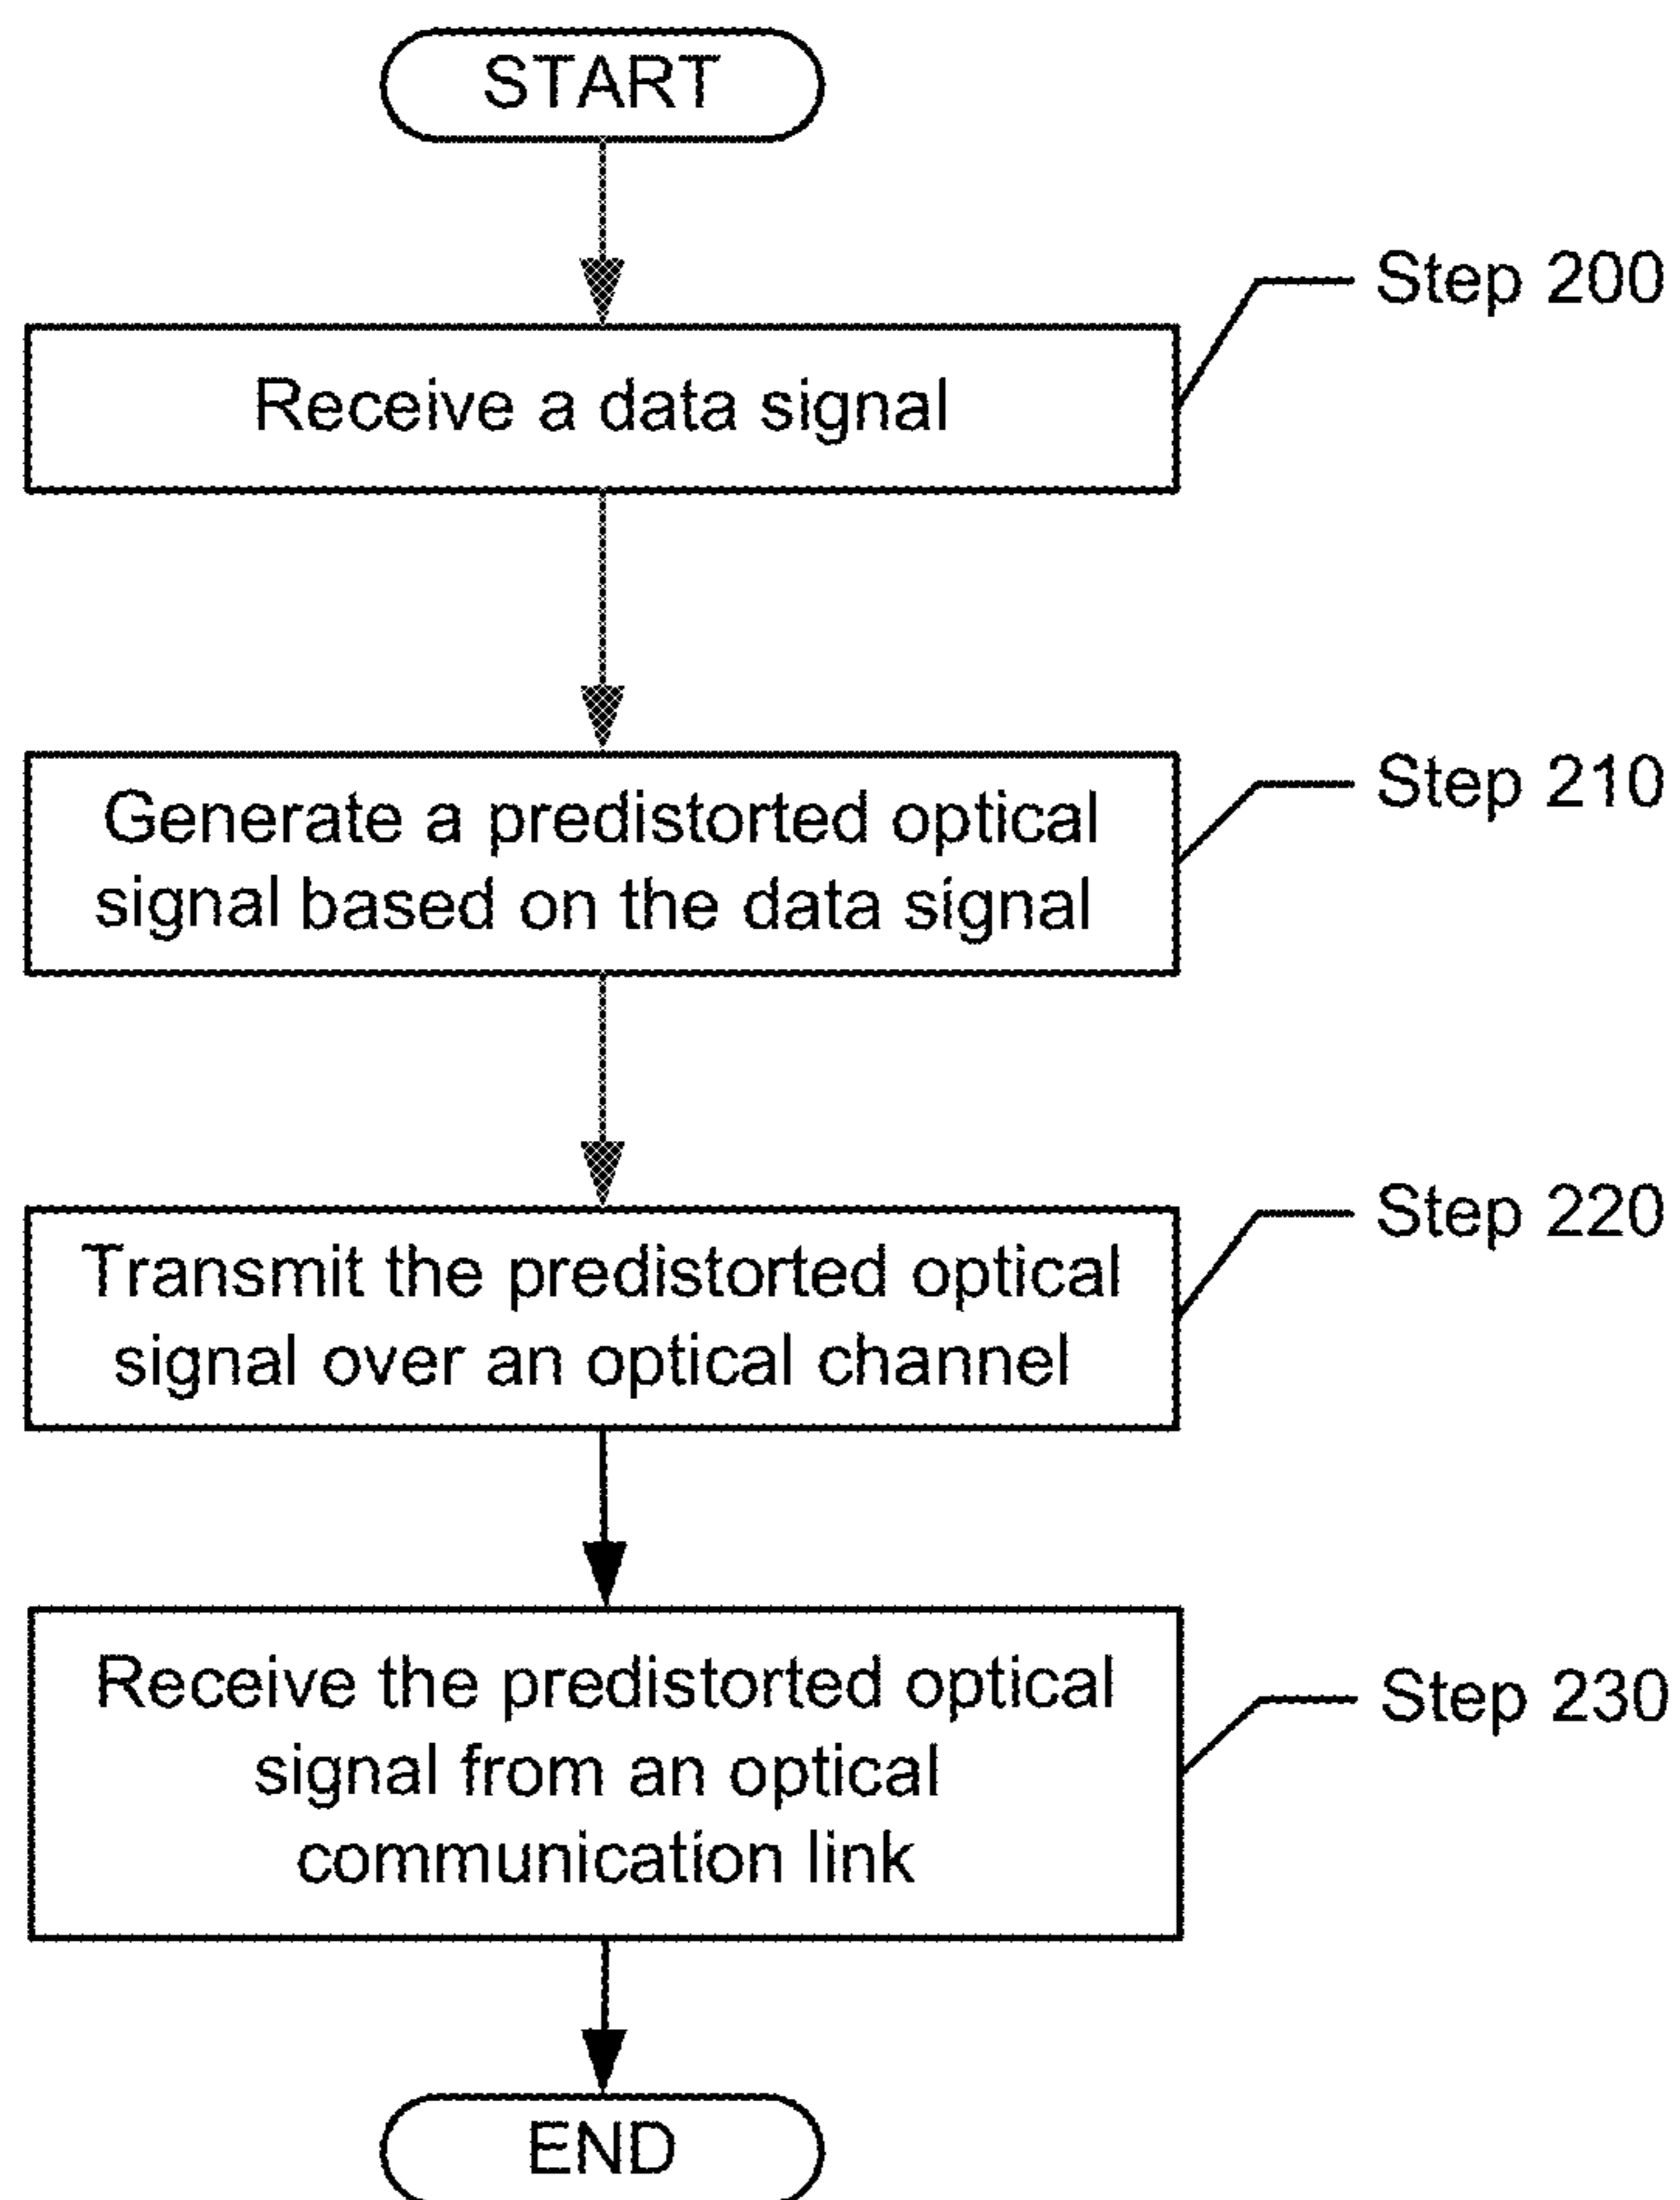 START
Step 200
Receive a data signal
Step 210
Generate a predistorted optical
signal based on the data signal
Step 220
Transmit the predistorted optical
signal over an optical channel
Step 230
Receive the predistorted optical
signal from an optical
communication link
END